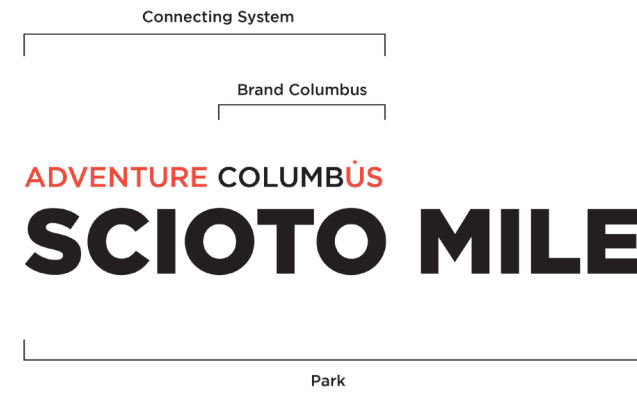 Connecting System
Brand Columbus
ADVENTURE COLUMBUS
SCIOTO MILE
Park